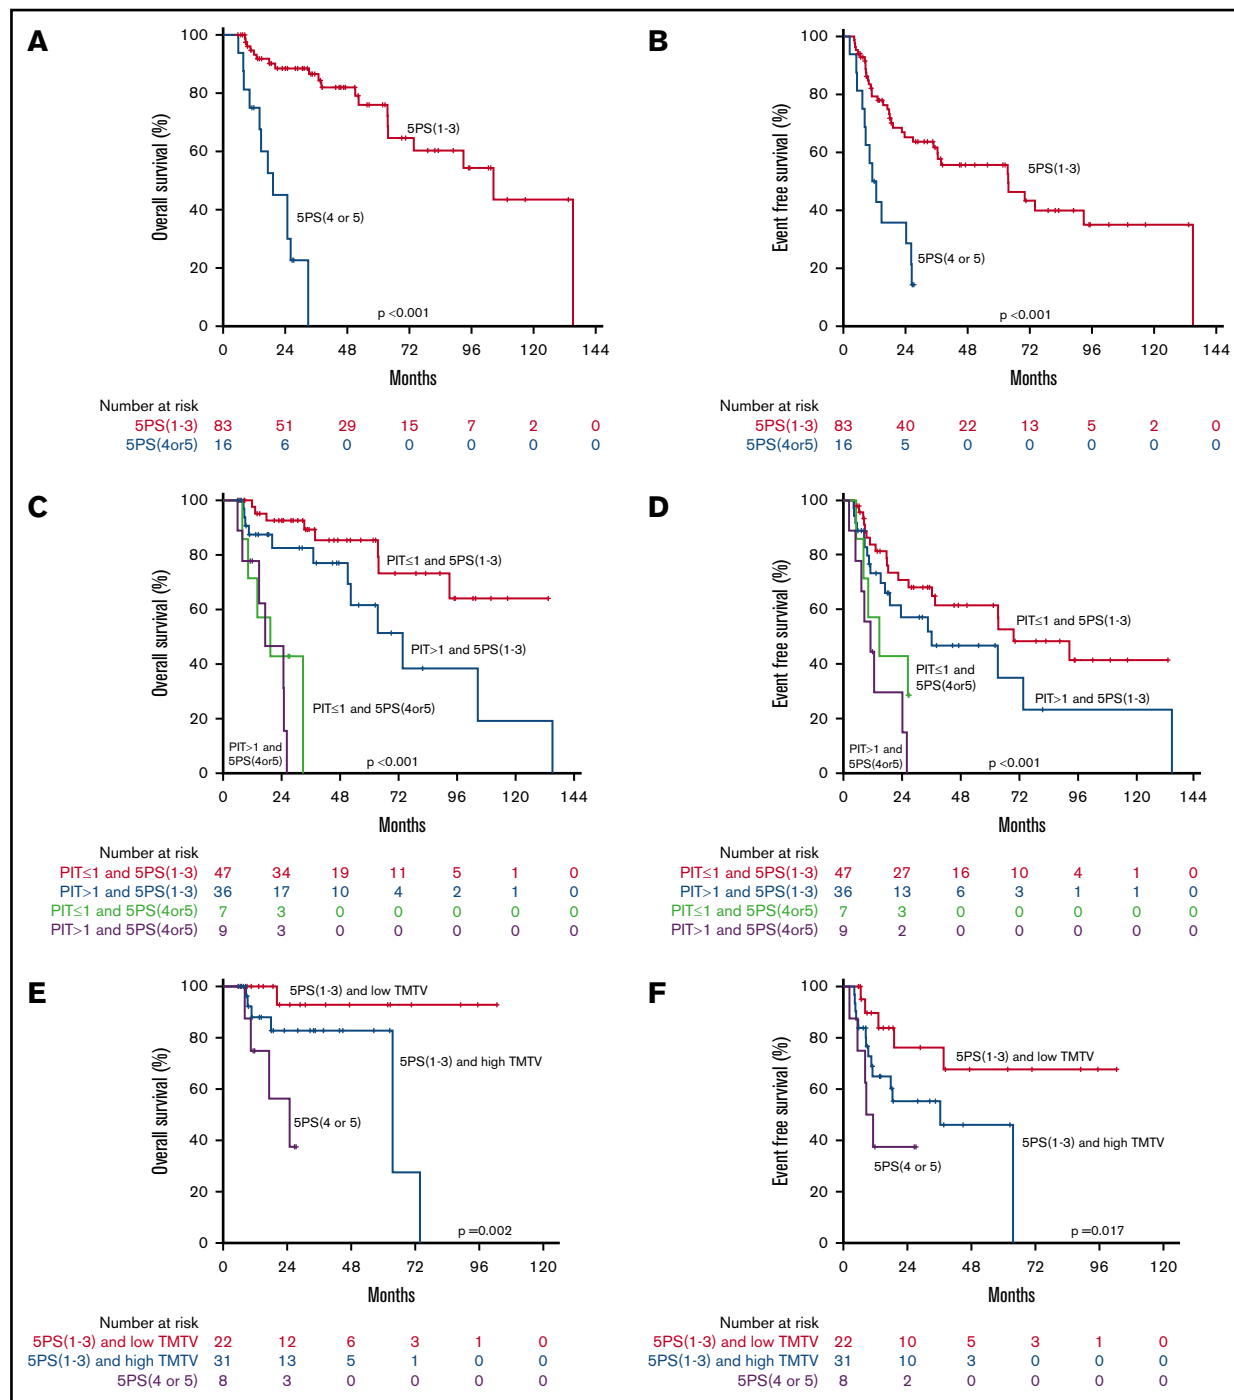 A
Overall survival (%)
100
80
60
40
20
0
5PS(1-3)
5PS(4 or 5)
p <0.001
0 24 48 72 96 120 144
Months
Number at risk
5PS(1-3) 83 51 29 15 7 2 0
5PS(4or5) 16 6 0 0 0 0 0
B
Event free survival (%)
100
80
60
40
20
0
5PS(1-3)
5PS(4 or 5)
p <0.001
0 24 48 72 96 120 144
Months
Number at risk
5PS(1-3) 83 40 22 13 5 2 0
5PS(4or5) 16 5 0 0 0 0 0
C
Overall survival (%)
100
80
60
40
20
0
PIT≤1 and 5PS(1-3)
PIT>1 and 5PS(1-3)
PIT≤1 and 5PS(4or5)
PIT>1 and
5PS(4or5)
p <0.001
0 24 48 72 96 120 144
Months
Number at risk
PIT≤1 and 5PS(1-3) 47 34 19 11 5 1 0
PIT>1 and 5PS(1-3) 36 17 10 4 2 1 0
PIT≤1 and 5PS(4or5) 7 3 0 0 0 0 0
PIT>1 and 5PS(4or5) 9 3 0 0 0 0 0
D
Event free survival (%)
100
80
60
40
20
0
PIT≤1 and 5PS(1-3)
PIT≤1 and
5PS(4or5)
PIT>1 and 5PS(1-3)
PIT>1 and
5PS(4or5)
p <0.001
0 24 48 72 96 120 144
Months
Number at risk
PIT≤1 and 5PS(1-3) 47 27 16 10 4 1 0
PIT>1 and 5PS(1-3) 36 13 6 3 1 1 0
PIT≤1 and 5PS(4or5) 7 3 0 0 0 0 0
PIT>1 and 5PS(4or5) 9 2 0 0 0 0 0
E
Overall survival (%)
100
80
60
40
20
0
5PS(1-3) and low TMTV
5PS(1-3) and high TMTV
5PS(4 or 5)
p =0.002
0 24 48 72 96 120
Months
Number at risk
5PS(1-3) and low TMTV 22 12 6 3 1 0
5PS(1-3) and high TMTV 31 13 5 1 0 0
5PS(4 or 5) 8 3 0 0 0 0
F
Event free survival (%)
100
80
60
40
20
0
5PS(1-3) and low TMTV
5PS(1-3) and high TMTV
5PS(4 or 5)
p =0.017
0 24 48 72 96 120
Months
Number at risk
5PS(1-3) and low TMTV 22 10 5 3 1 0
5PS(1-3) and high TMTV 31 10 3 0 0 0
5PS(4 or 5) 8 2 0 0 0 0